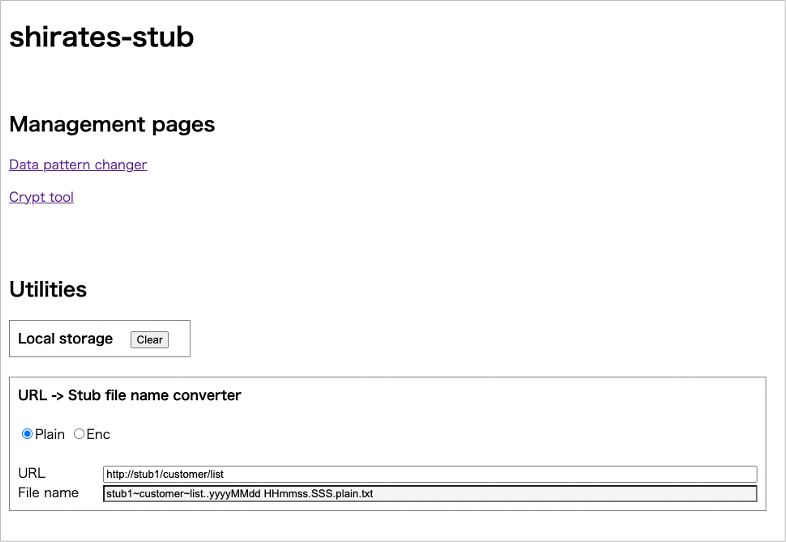 shirates-stub
Management pages
Data pattern changer
Crypt tool
Utilities
Local storage Clear
URL -> Stub file name converter
Plain Enc
URL http://stub1/customer/list
File name stub1~customer~list..yyyyMMdd HHmmss.SSS.plain.txt